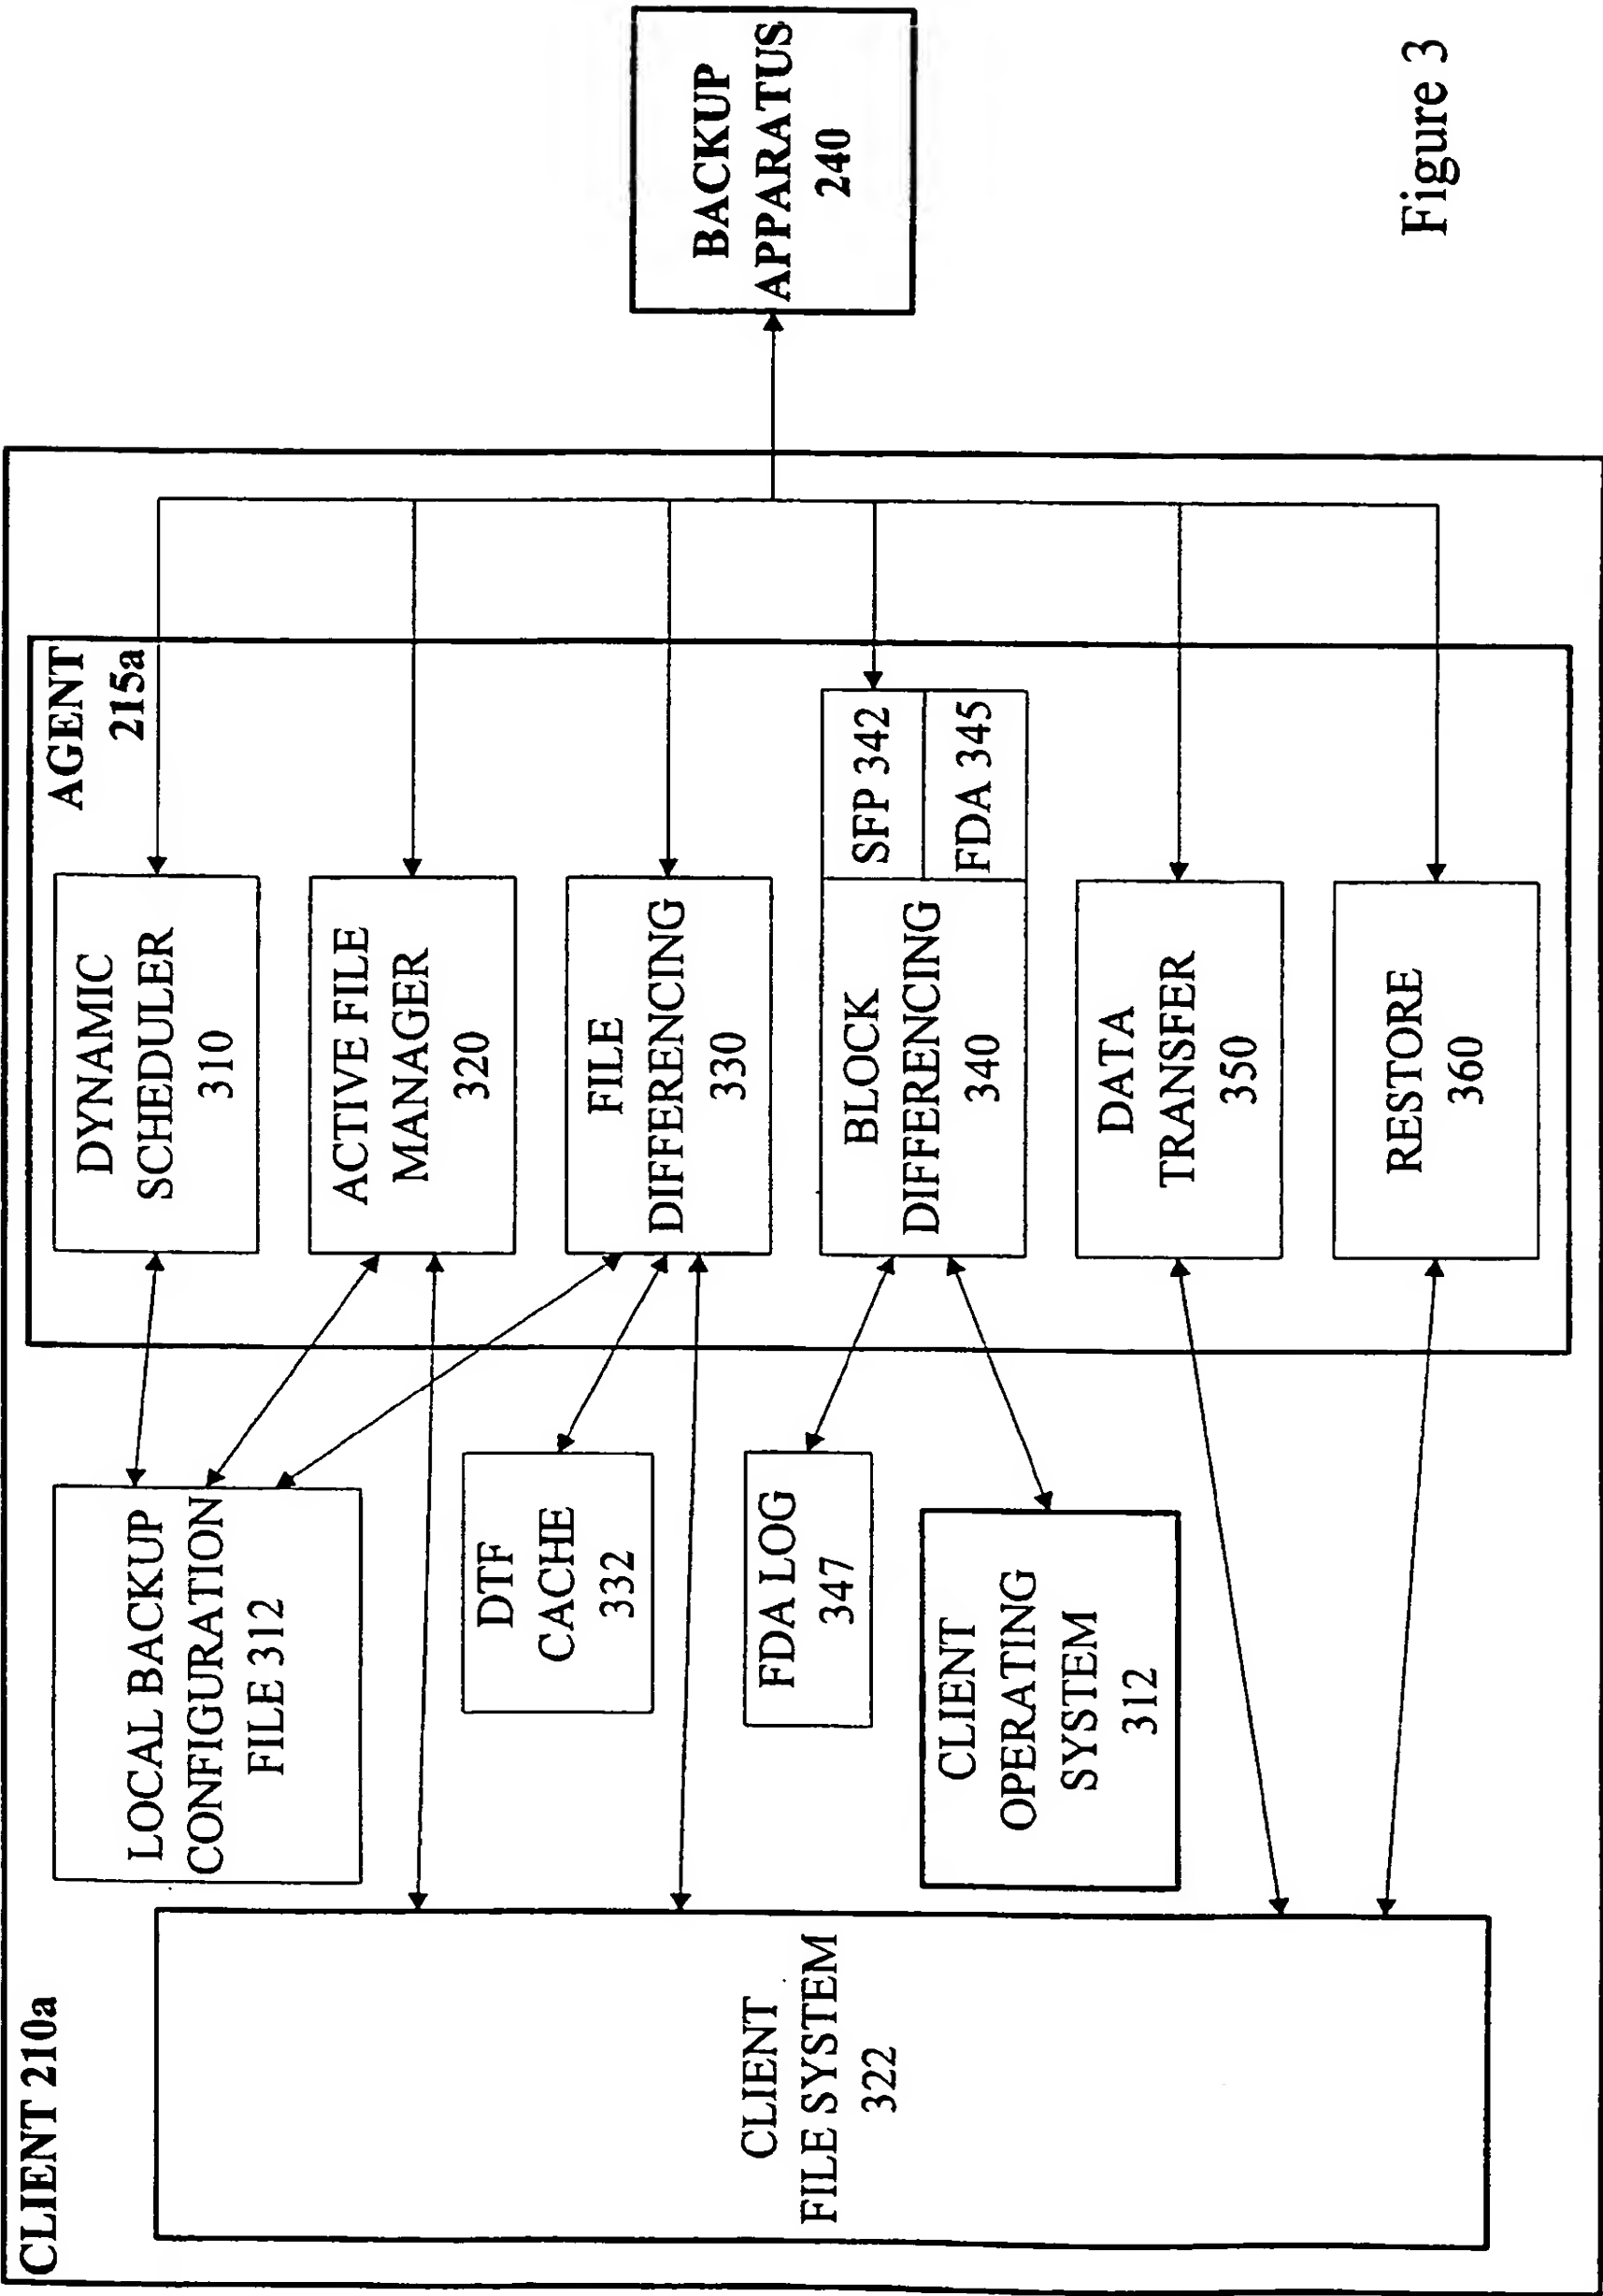 CLIENT 210a
CLIENT
FILE SYSTEM
322
LOCAL BACKUP
CONFIGURATION
FILE 312
DTF
CACHE
332
FDA LOG
347
CLIENT
OPERATING
SYSTEM
312
AGENT
215a
DYNAMIC
SCHEDULER
310
ACTIVE FILE
MANAGER
320
FILE
DIFFERENCING
330
BLOCK
DIFFERENCING
340
SFP 342
FDA 345
DATA
TRANSFER
350
RESTORE
360
BACKUP
APPARATUS
240
Figure 3